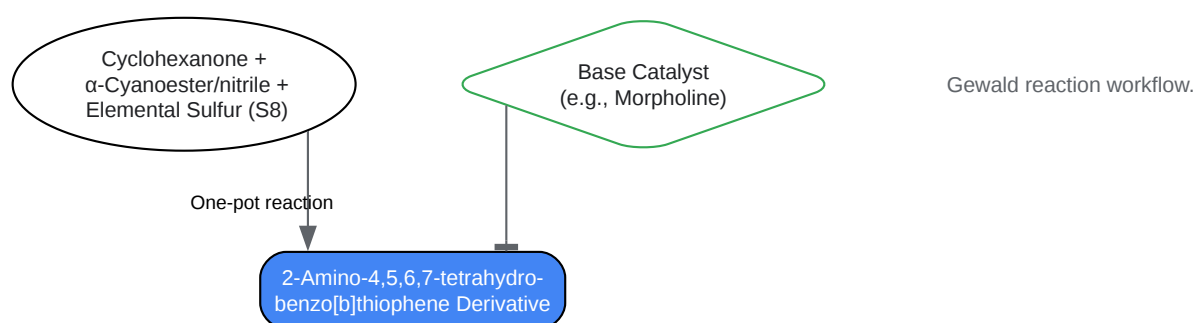 Cyclohexanone +
α-Cyanoester/nitrile +
Elemental Sulfur (S8)
Base Catalyst
(e.g., Morpholine)
Gewald reaction workflow.
One-pot reaction
2-Amino-4,5,6,7-tetrahydro-
benzo[b]thiophene Derivative